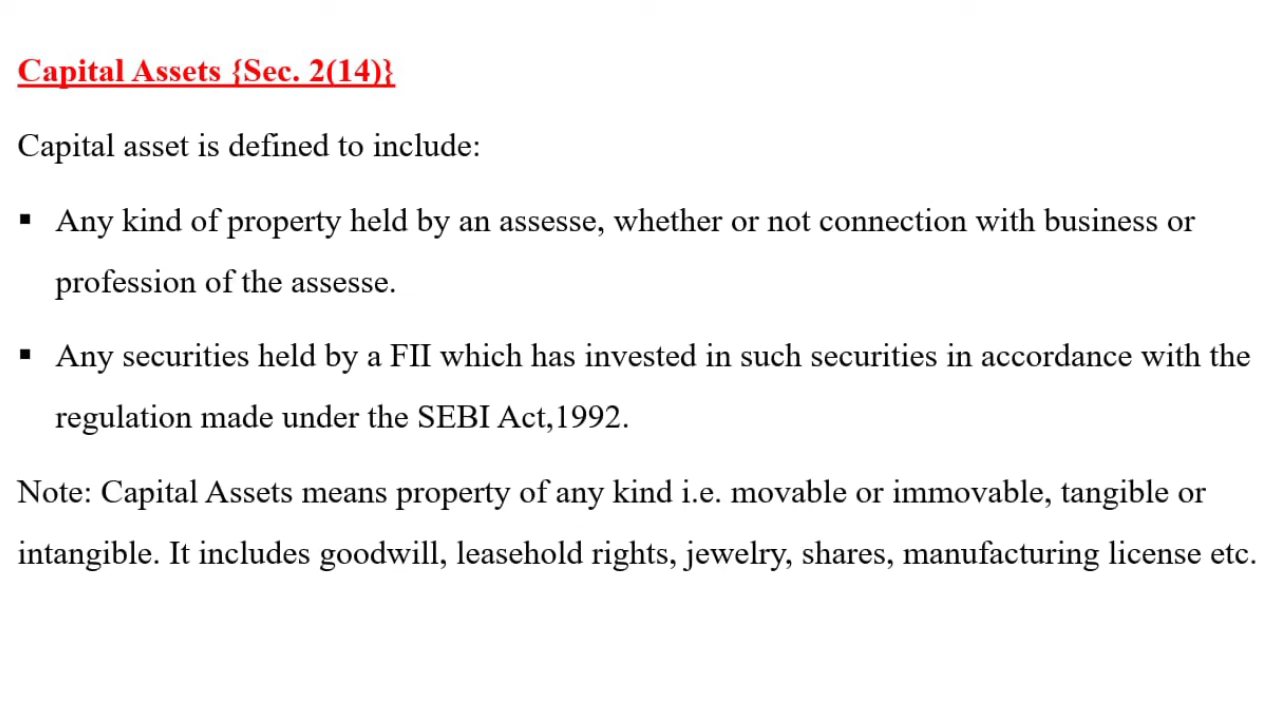 Capital Assets {Sec. 2(14)}
Capital asset is defined to include:
▪ Any kind of property held by an assesse, whether or not connection with business or
profession of the assesse.
▪ Any securities held by a FII which has invested in such securities in accordance with the
regulation made under the SEBI Act,1992.
Note: Capital Assets means property of any kind i.e. movable or immovable, tangible or
intangible. It includes goodwill, leasehold rights, jewelry, shares, manufacturing license etc.